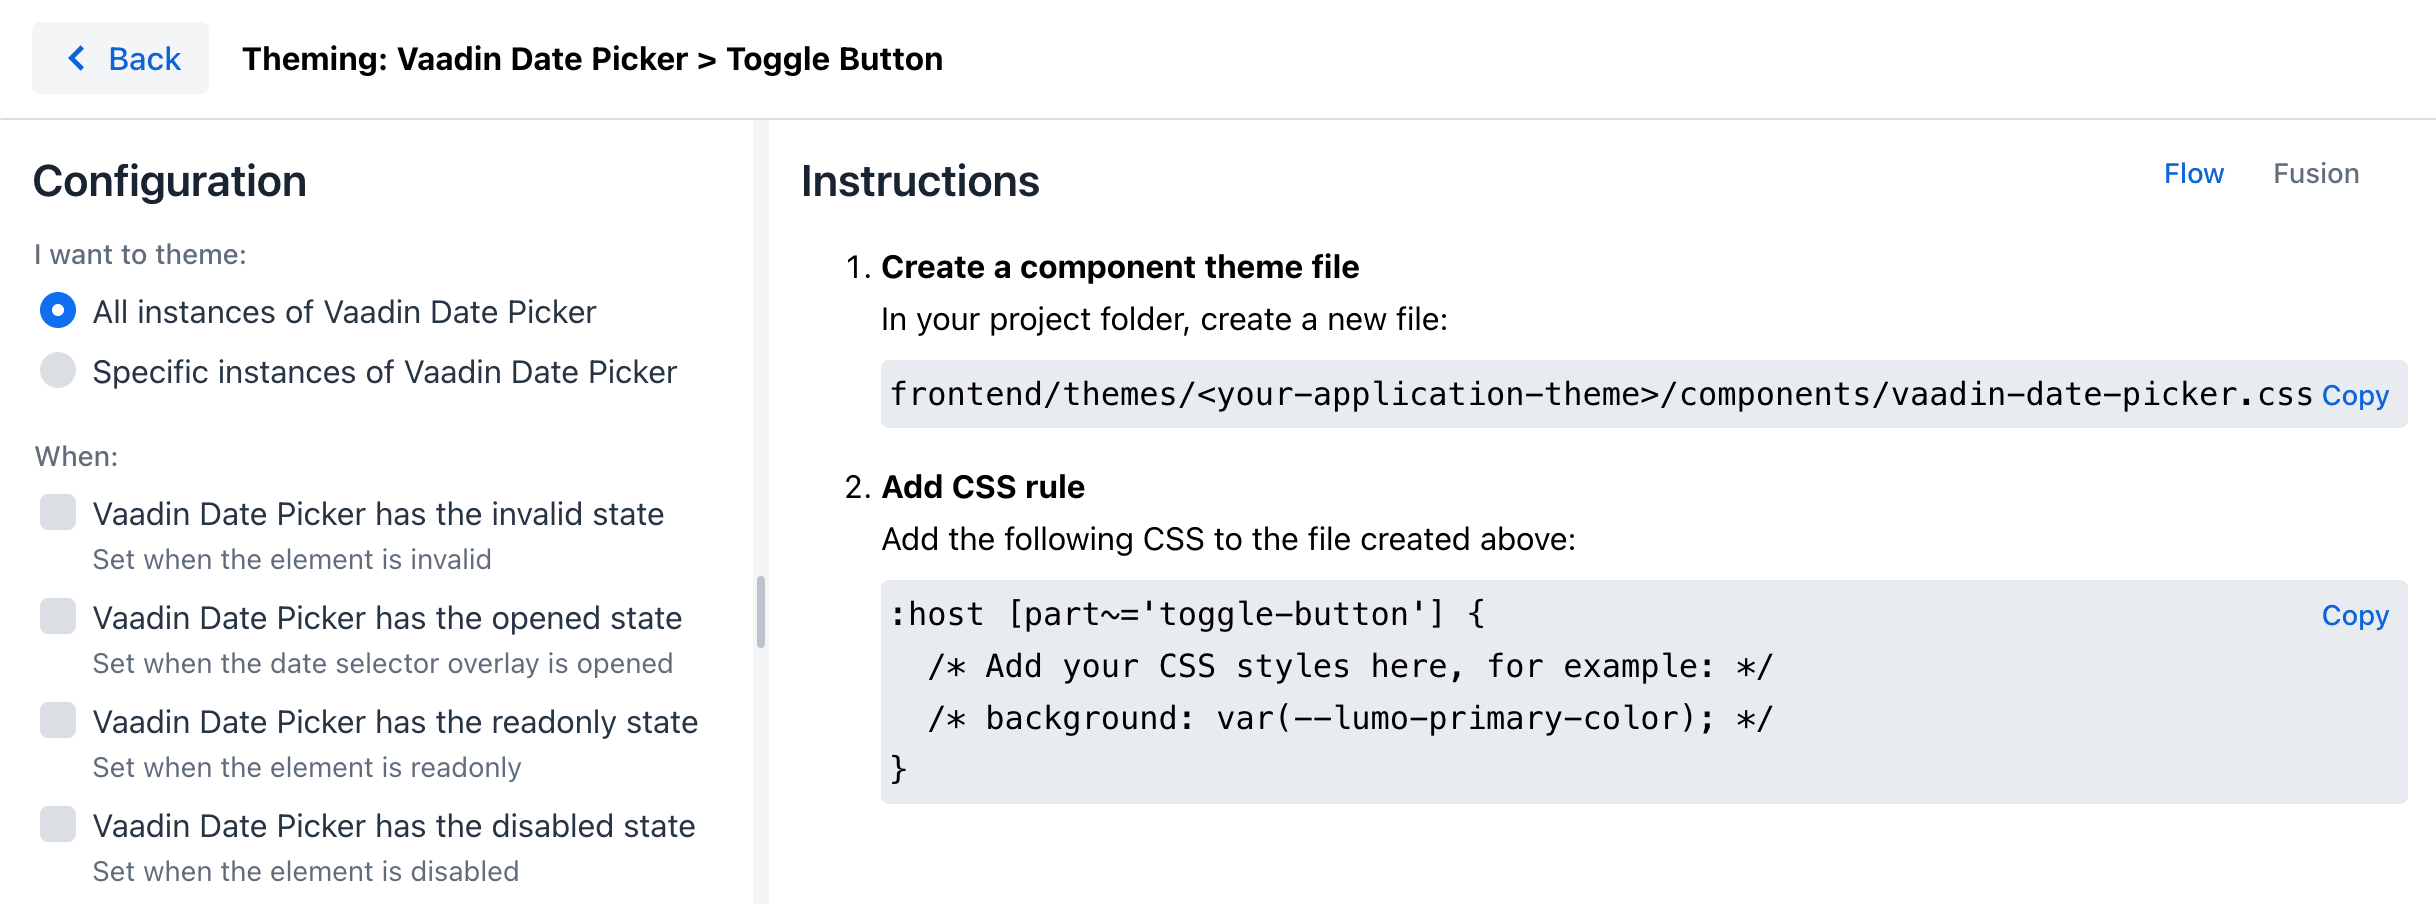 Back
Theming: Vaadin Date Picker > Toggle Button
Configuration
I want to theme:
All instances of Vaadin Date Picker
Specific instances of Vaadin Date Picker
When:
Vaadin Date Picker has the invalid state
Set when the element is invalid
Vaadin Date Picker has the opened state
Set when the date selector overlay is opened
Vaadin Date Picker has the readonly state
Set when the element is readonly
Vaadin Date Picker has the disabled state
Set when the element is disabled
Instructions
Flow
Fusion
1. Create a component theme file
In your project folder, create a new file:
frontend/themes/<your-application-theme>/components/vaadin-date-picker.css
Copy
2. Add CSS rule
Add the following CSS to the file created above:
:host [part~='toggle-button'] {
Copy
/* Add your CSS styles here, for example: */
/* background: var(--lumo-primary-color); */
}